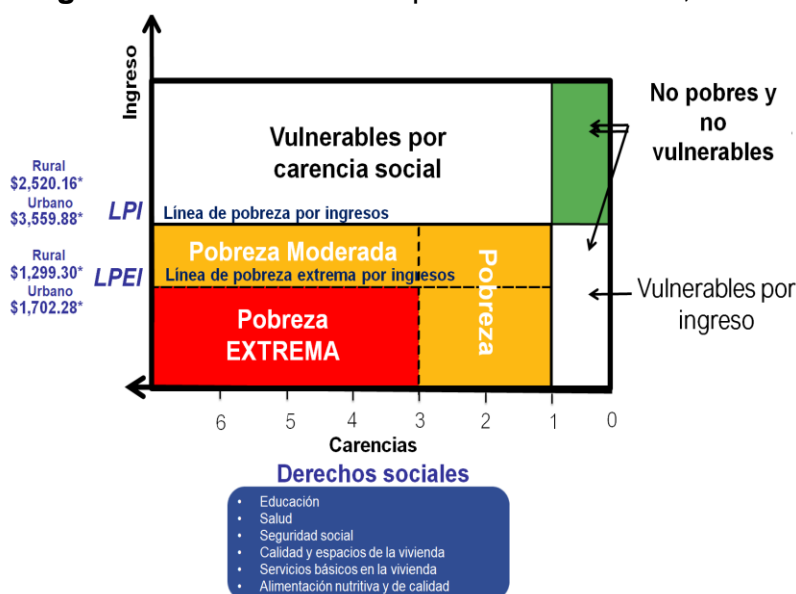 Ingreso
Vulnerables por
carencia social
No pobres y
no
vulnerables
Rural
$2,520.16*
Urbano
$3,559.88*
LPI
Línea de pobreza por ingresos
Rural
$1,299.30*
Urbano
$1,702.28*
LPEI
Pobreza Moderada
Línea de pobreza extrema por ingresos
Pobreza
EXTREMA
Pobreza
Vulnerables por
ingreso
6 5 4 3 2 1 0
Carencias
Derechos sociales
• Educación
• Salud
• Seguridad social
• Calidad y espacios de la vivienda
• Servicios básicos en la vivienda
• Alimentación nutritiva y de calidad